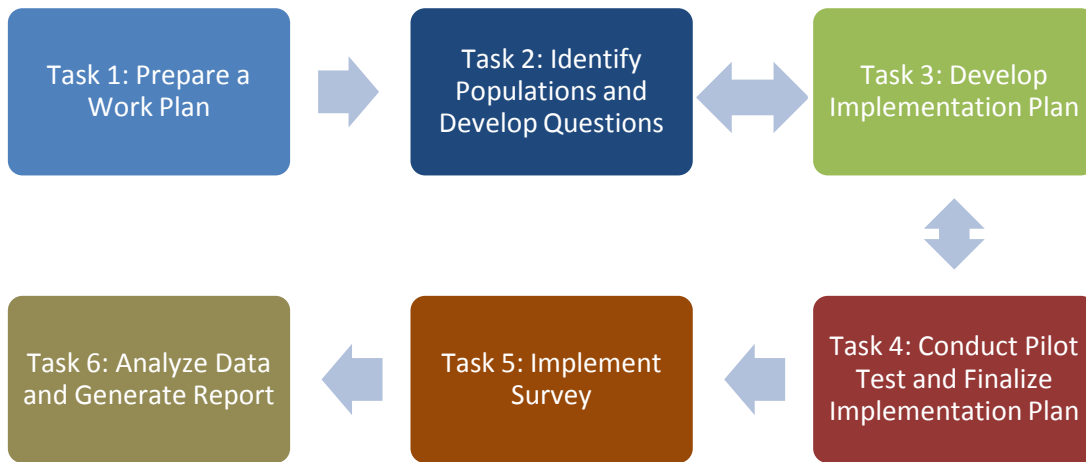 Task 1: Prepare a
Work Plan
Task 2: Identify
Populations and
Develop Questions
Task 3: Develop
Implementation Plan
Task 6: Analyze Data
and Generate Report
Task 5: Implement
Survey
Task 4: Conduct Pilot
Test and Finalize
Implementation Plan